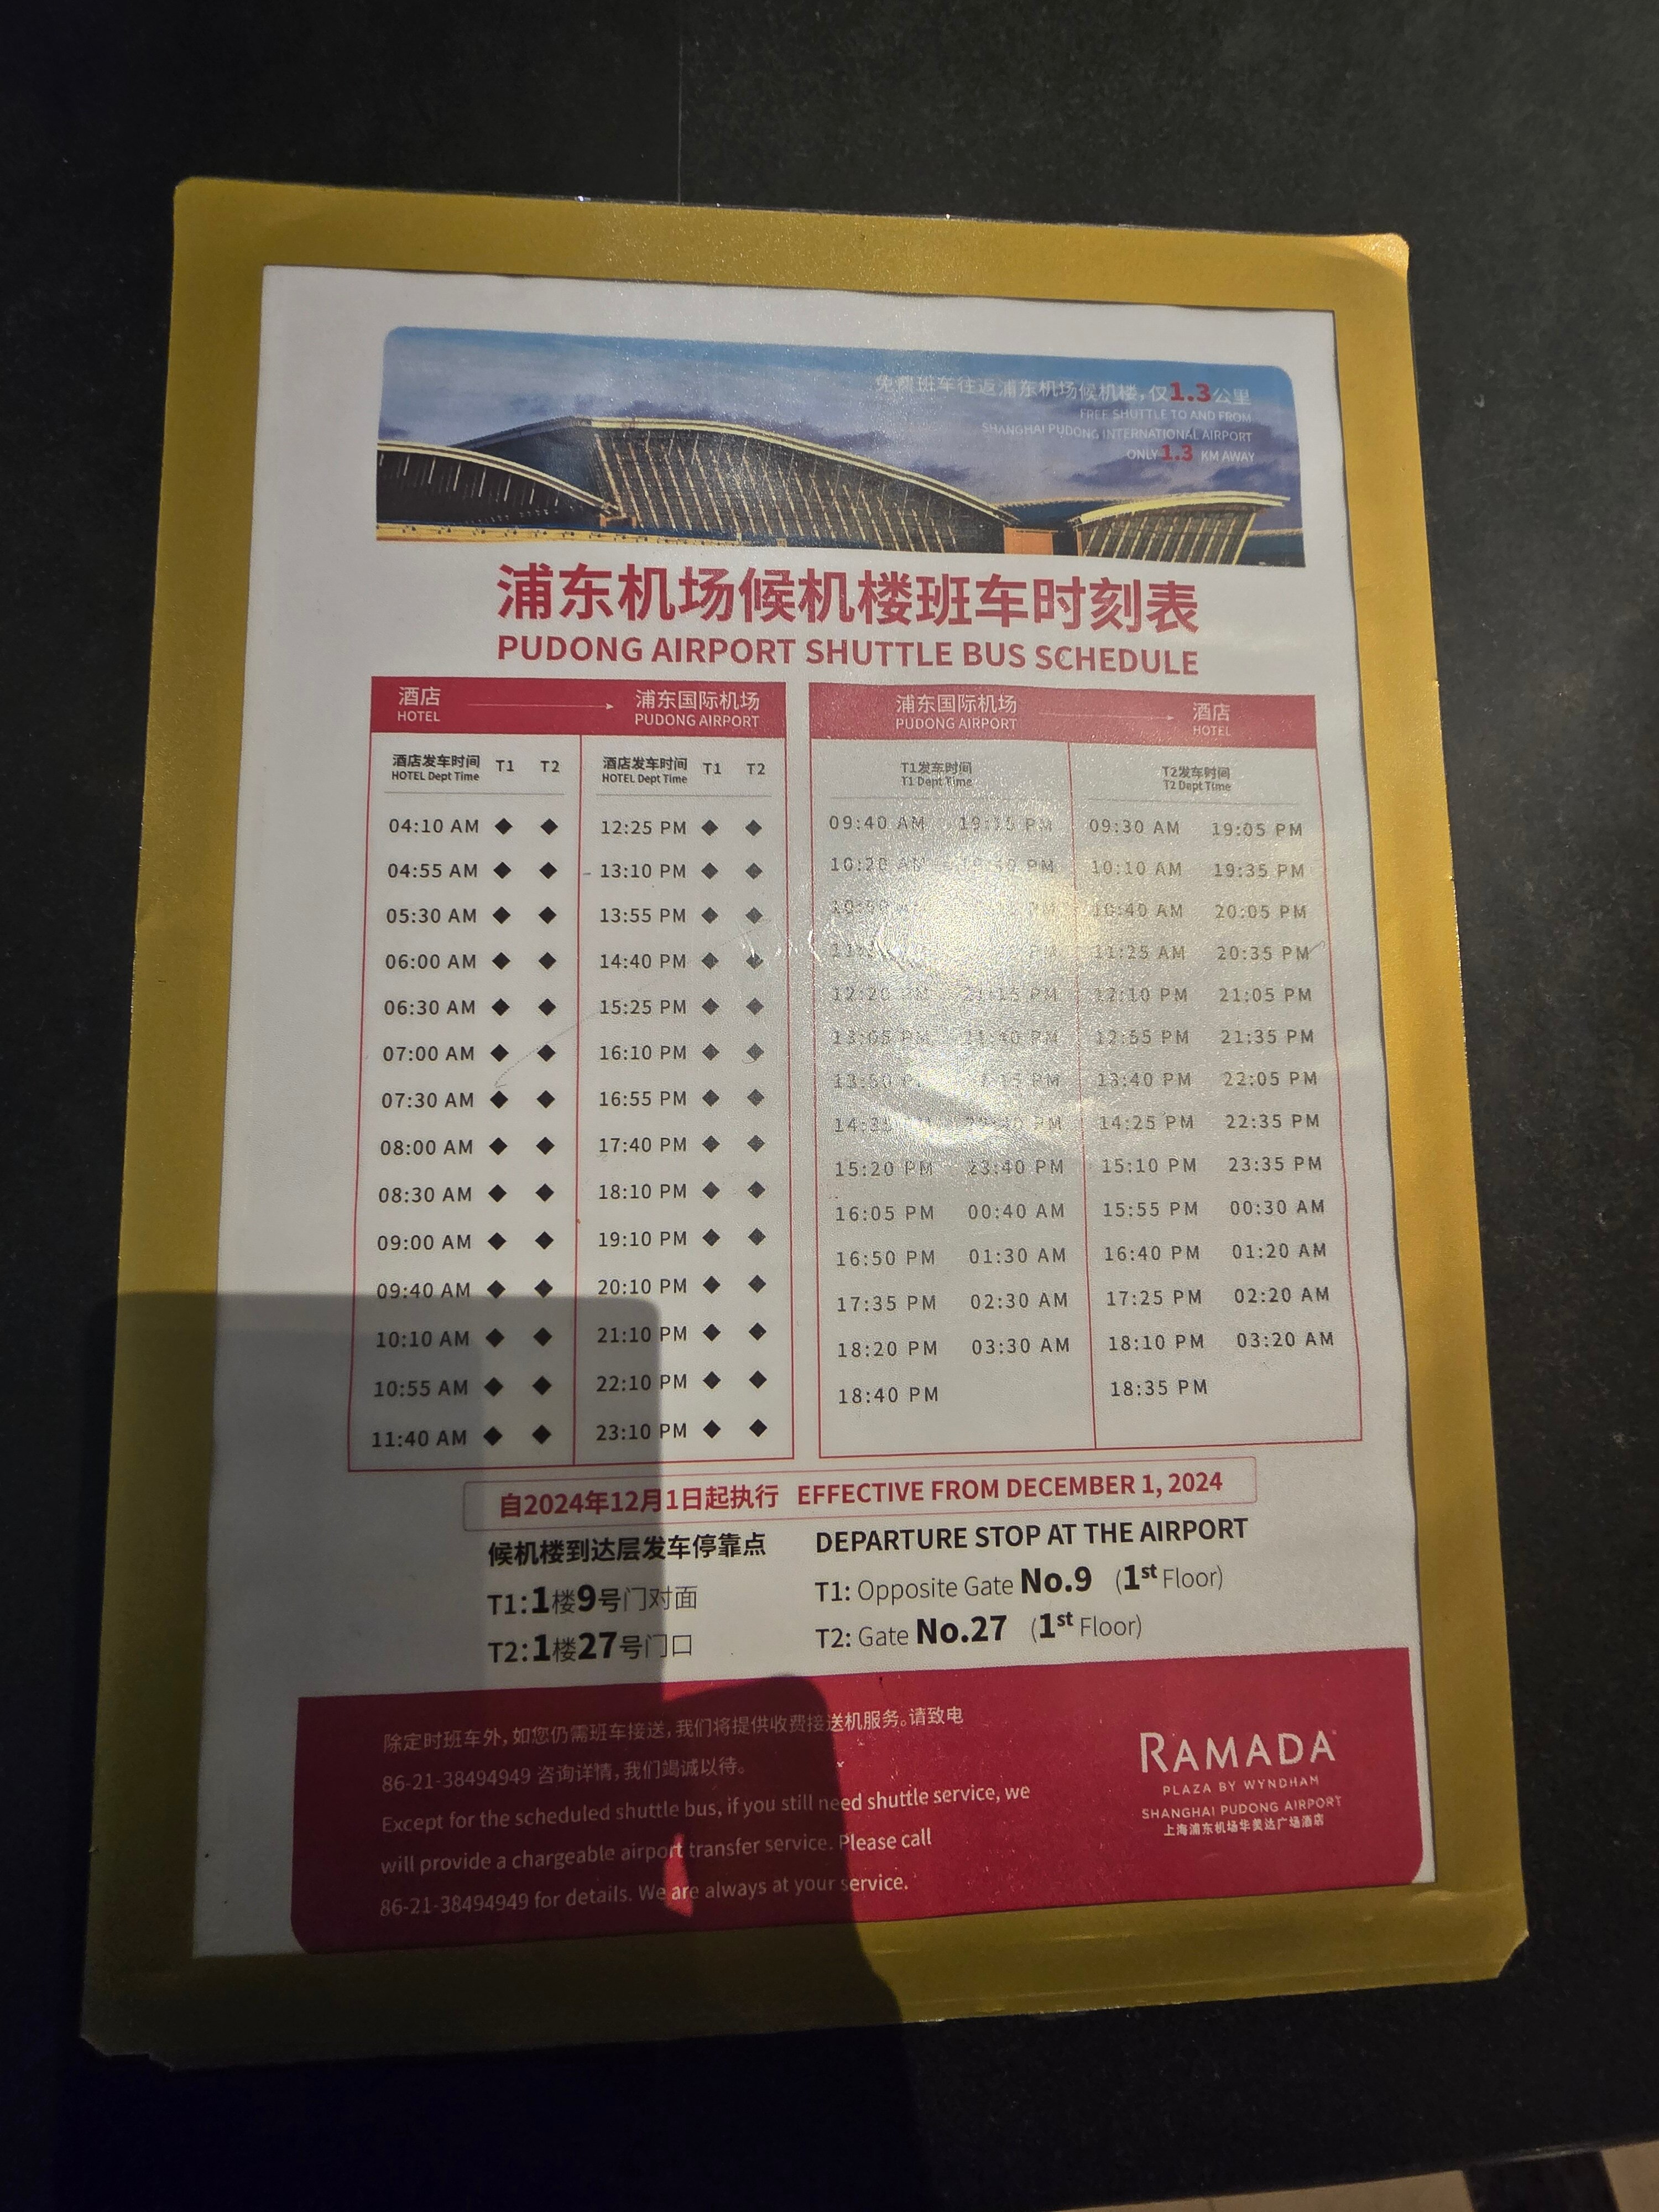 免费班车往返浦东机场候机楼,仅1.3公里
FREE SHUTTLE TO AND FROM
SHANGHAI PUDONG INTERNATIONAL AIRPORT
ONLY 1.3 KM AWAY
浦东机场候机楼班车时刻表
PUDONG AIRPORT SHUTTLE BUS SCHEDULE
酒店 浦东国际机场
HOTEL PUDONG AIRPORT
酒店发车时间 T1 T2 酒店发车时间 T1 T2
HOTEL Dept Time HOTEL Dept Time
04:10 AM ◆ ◆ 12:25 PM ◆ ◆
04:55 AM ◆ ◆ 13:10 PM ◆ ◆
05:30 AM ◆ ◆ 13:55 PM ◆ ◆
06:00 AM ◆ ◆ 14:40 PM ◆ ◆
06:30 AM ◆ ◆ 15:25 PM ◆ ◆
07:00 AM ◆ ◆ 16:10 PM ◆ ◆
07:30 AM ◆ ◆ 16:55 PM ◆ ◆
08:00 AM ◆ ◆ 17:40 PM ◆ ◆
08:30 AM ◆ ◆ 18:10 PM ◆ ◆
09:00 AM ◆ ◆ 19:10 PM ◆ ◆
09:40 AM ◆ ◆ 20:10 PM ◆ ◆
10:10 AM ◆ ◆ 21:10 PM ◆ ◆
10:55 AM ◆ ◆ 22:10 PM ◆ ◆
11:40 AM ◆ ◆ 23:10 PM ◆ ◆
浦东国际机场 酒店
PUDONG AIRPORT HOTEL
T1发车时间 T2发车时间
T1 Dept Time T2 Dept Time
09:40 AM 19:15 PM 09:30 AM 19:05 PM
10:20 AM PM 10:10 AM 19:35 PM
PM 10:40 AM 20:05 PM
11:25 AM 20:35 PM
12:20 PM 21:15 PM 12:10 PM 21:05 PM
13:05 PM PM 12:55 PM 21:35 PM
PM 13:40 PM 22:05 PM
PM 14:25 PM 22:35 PM
15:20 PM 23:40 PM 15:10 PM 23:35 PM
16:05 PM 00:40 AM 15:55 PM 00:30 AM
16:50 PM 01:30 AM 16:40 PM 01:20 AM
17:35 PM 02:30 AM 17:25 PM 02:20 AM
18:20 PM 03:30 AM 18:10 PM 03:20 AM
18:40 PM 18:35 PM
自2024年12月1日起执行 EFFECTIVE FROM DECEMBER 1, 2024
候机楼到达层发车停靠点
T1:1楼9号门对面
T2:1楼27号门口
DEPARTURE STOP AT THE AIRPORT
T1: Opposite Gate No.9 (1st Floor)
T2: Gate No.27 (1st Floor)
除定时班车外,如您仍需班车接送,我们将提供收费接送机服务。请致电
86-21-38494949 咨询详情,我们竭诚以待。
Except for the scheduled shuttle bus, if you still need shuttle service, we
will provide a chargeable airport transfer service. Please call
86-21-38494949 for details. We are always at your service.
RAMADA
PLAZA BY WYNDHAM
SHANGHAI PUDONG AIRPORT
上海浦东机场华美达广场酒店